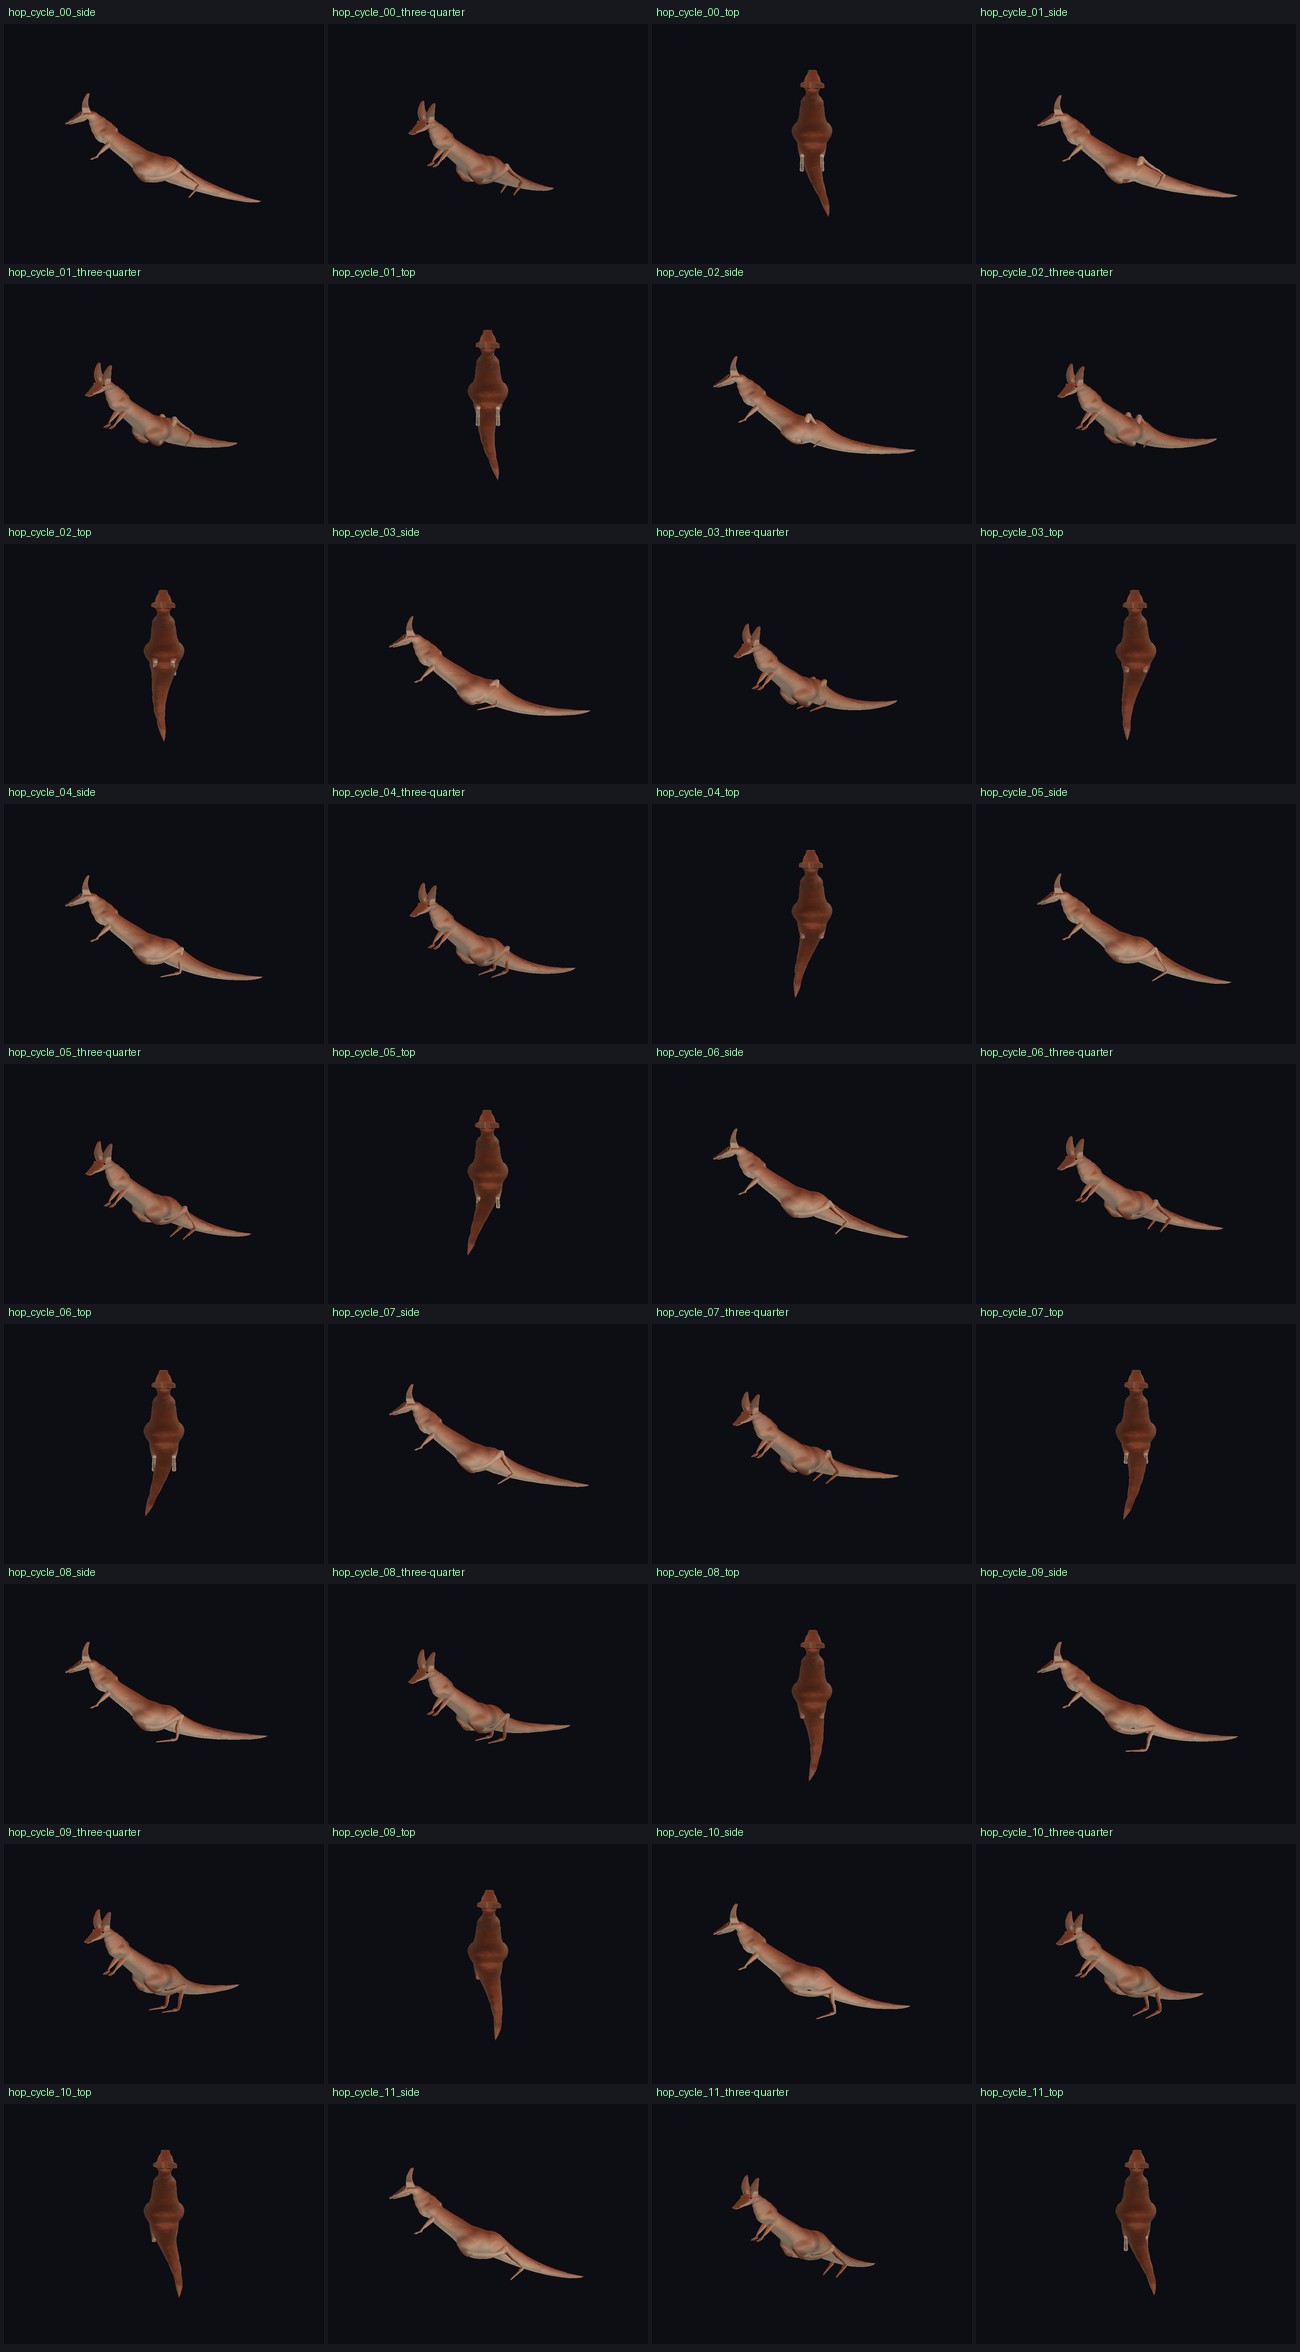 hop_cycle_00_side
hop_cycle_00_three-quarter
hop_cycle_00_top
hop_cycle_01_side
hop_cycle_01_three-quarter
hop_cycle_01_top
hop_cycle_02_side
hop_cycle_02_three-quarter
hop_cycle_02_top
hop_cycle_03_side
hop_cycle_03_three-quarter
hop_cycle_03_top
hop_cycle_04_side
hop_cycle_04_three-quarter
hop_cycle_04_top
hop_cycle_05_side
hop_cycle_05_three-quarter
hop_cycle_05_top
hop_cycle_06_side
hop_cycle_06_three-quarter
hop_cycle_06_top
hop_cycle_07_side
hop_cycle_07_three-quarter
hop_cycle_07_top
hop_cycle_08_side
hop_cycle_08_three-quarter
hop_cycle_08_top
hop_cycle_09_side
hop_cycle_09_three-quarter
hop_cycle_09_top
hop_cycle_10_side
hop_cycle_10_three-quarter
hop_cycle_10_top
hop_cycle_11_side
hop_cycle_11_three-quarter
hop_cycle_11_top